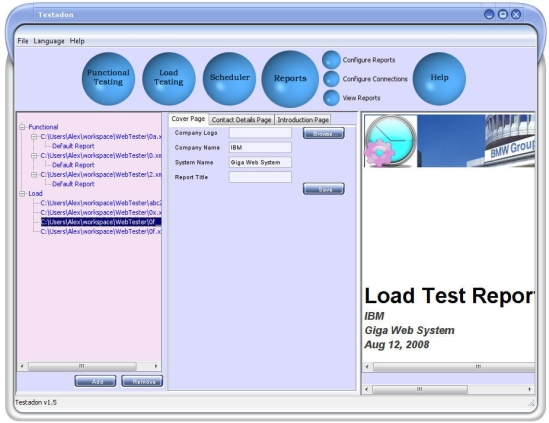 Testadon
File Language Help
Functional Testing
Load Testing
Scheduler
Reports
Configure Reports
Configure Connections
View Reports
Help
Functional
C:\Users\Alex\workspace\WebTester\0a.x
Default Report
C:\Users\Alex\workspace\WebTester\0.xm
Default Report
C:\Users\Alex\workspace\WebTester\2.xm
Default Report
Load
C:\Users\Alex\workspace\WebTester\abc2
C:\Users\Alex\workspace\WebTester\0x.x
C:\Users\Alex\workspace\WebTester\0f
C:\Users\Alex\workspace\WebTester\0f.x
Add Remove
Cover Page Contact Details Page Introduction Page
Company Logo Browse
Company Name IBM
System Name Giga Web System
Report Title
Save
BMW Group
Load Test Repor
IBM
Giga Web System
Aug 12, 2008
Testadon v1.5